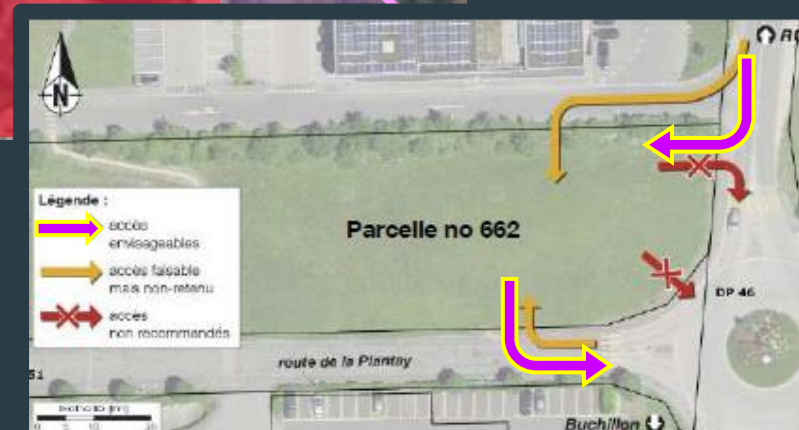 N
Légende :
accès
envisageables
accès faisable
mais non-retenu
accès
non recommandés
Parcelle no 662
DP 46
route de la Plantay
51
Buchillon